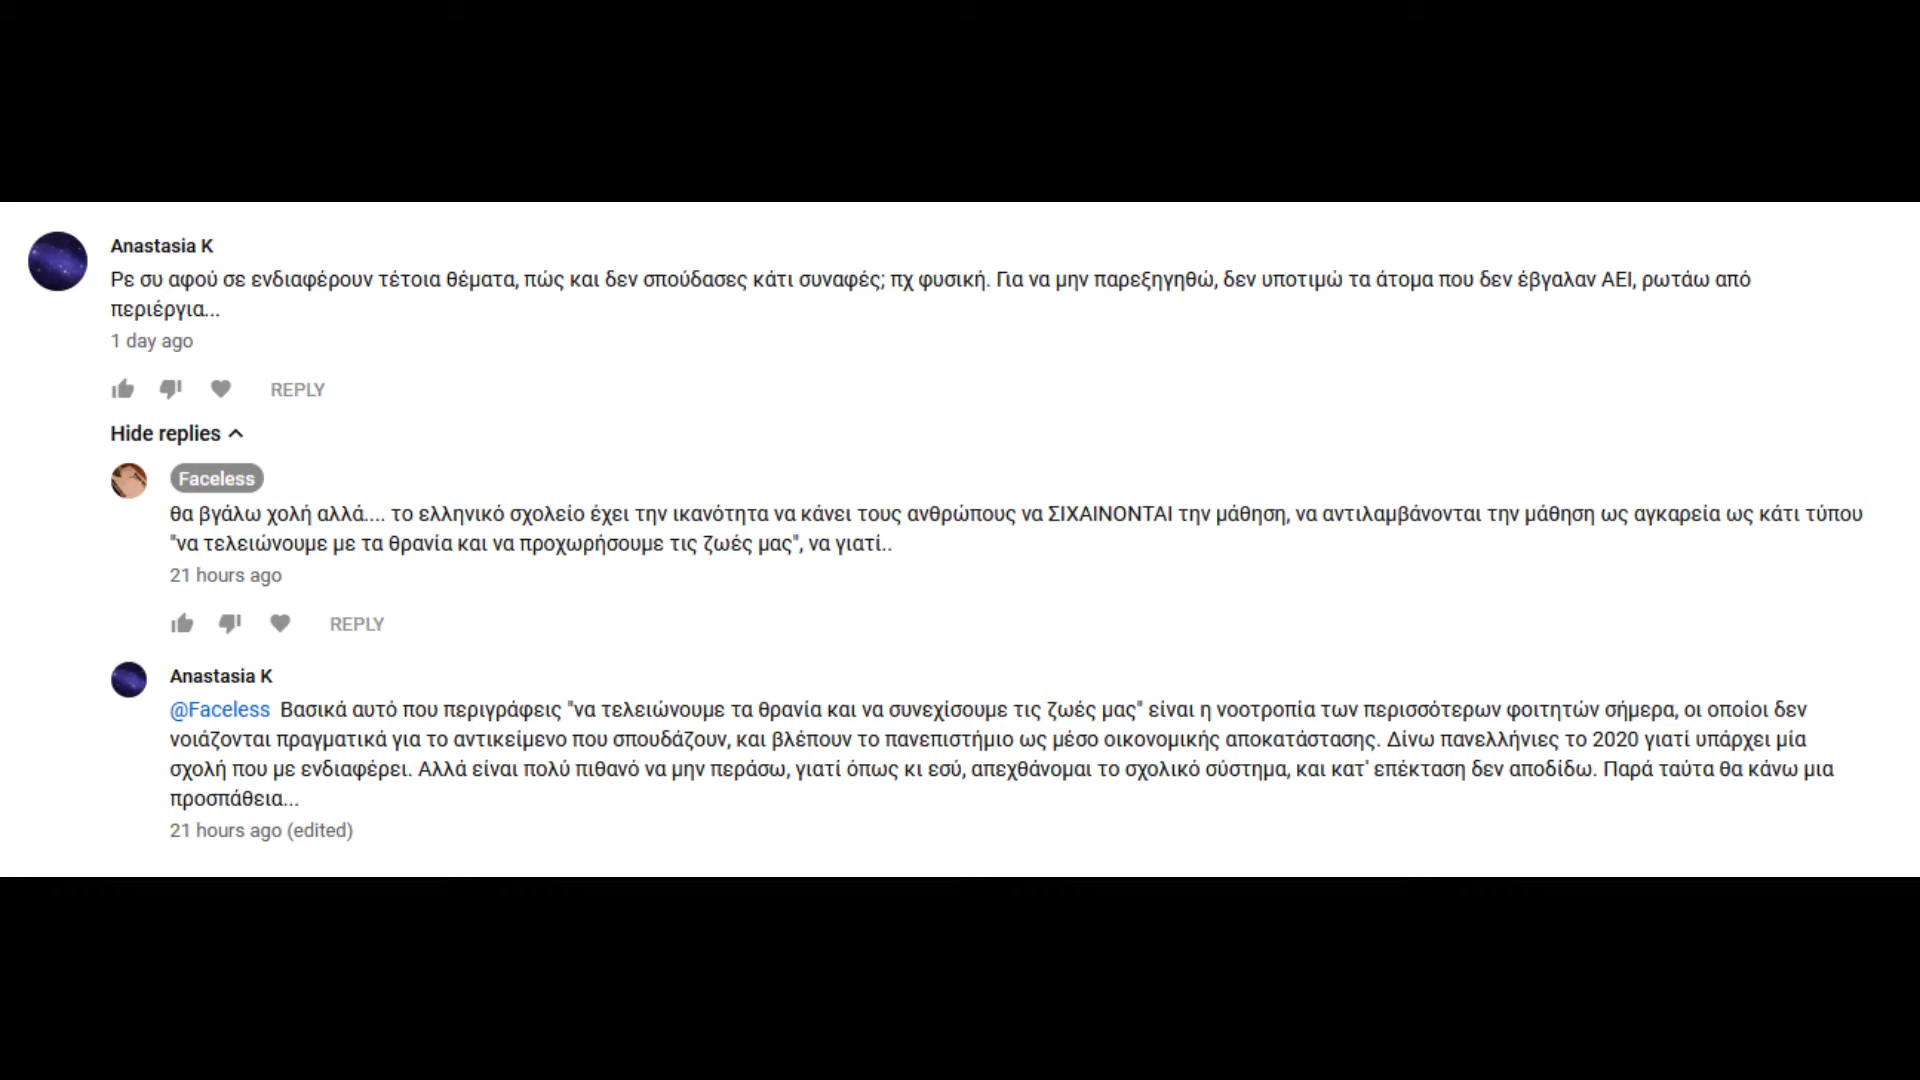 Anastasia K
Ρε συ αφού σε ενδιαφέρουν τέτοια θέματα, πώς και δεν σπούδασες κάτι συναφές; πχ φυσική. Για να μην παρεξηγηθώ, δεν υποτιμώ τα άτομα που δεν έβγαλαν ΑΕΙ, ρωτάω από
περιέργια...
1 day ago
REPLY
Hide replies
Faceless
θα βγάλω χολή αλλά.... το ελληνικό σχολείο έχει την ικανότητα να κάνει τους ανθρώπους να ΣΙΧΑΙΝΟΝΤΑΙ την μάθηση, να αντιλαμβάνονται την μάθηση ως αγκαρεία ως κάτι τύπου
"να τελειώνουμε με τα θρανία και να προχωρήσουμε τις ζωές μας", να γιατί..
21 hours ago
REPLY
Anastasia K
@Faceless Βασικά αυτό που περιγράφεις "να τελειώνουμε τα θρανία και να συνεχίσουμε τις ζωές μας" είναι η νοοτροπία των περισσότερων φοιτητών σήμερα, οι οποίοι δεν
νοιάζονται πραγματικά για το αντικείμενο που σπουδάζουν, και βλέπουν το πανεπιστήμιο ως μέσο οικονομικής αποκατάστασης. Δίνω πανελλήνιες το 2020 γιατί υπάρχει μία
σχολή που με ενδιαφέρει. Αλλά είναι πολύ πιθανό να μην περάσω, γιατί όπως κι εσύ, απεχθάνομαι το σχολικό σύστημα, και κατ' επέκταση δεν αποδίδω. Παρά ταύτα θα κάνω μια
προσπάθεια...
21 hours ago (edited)